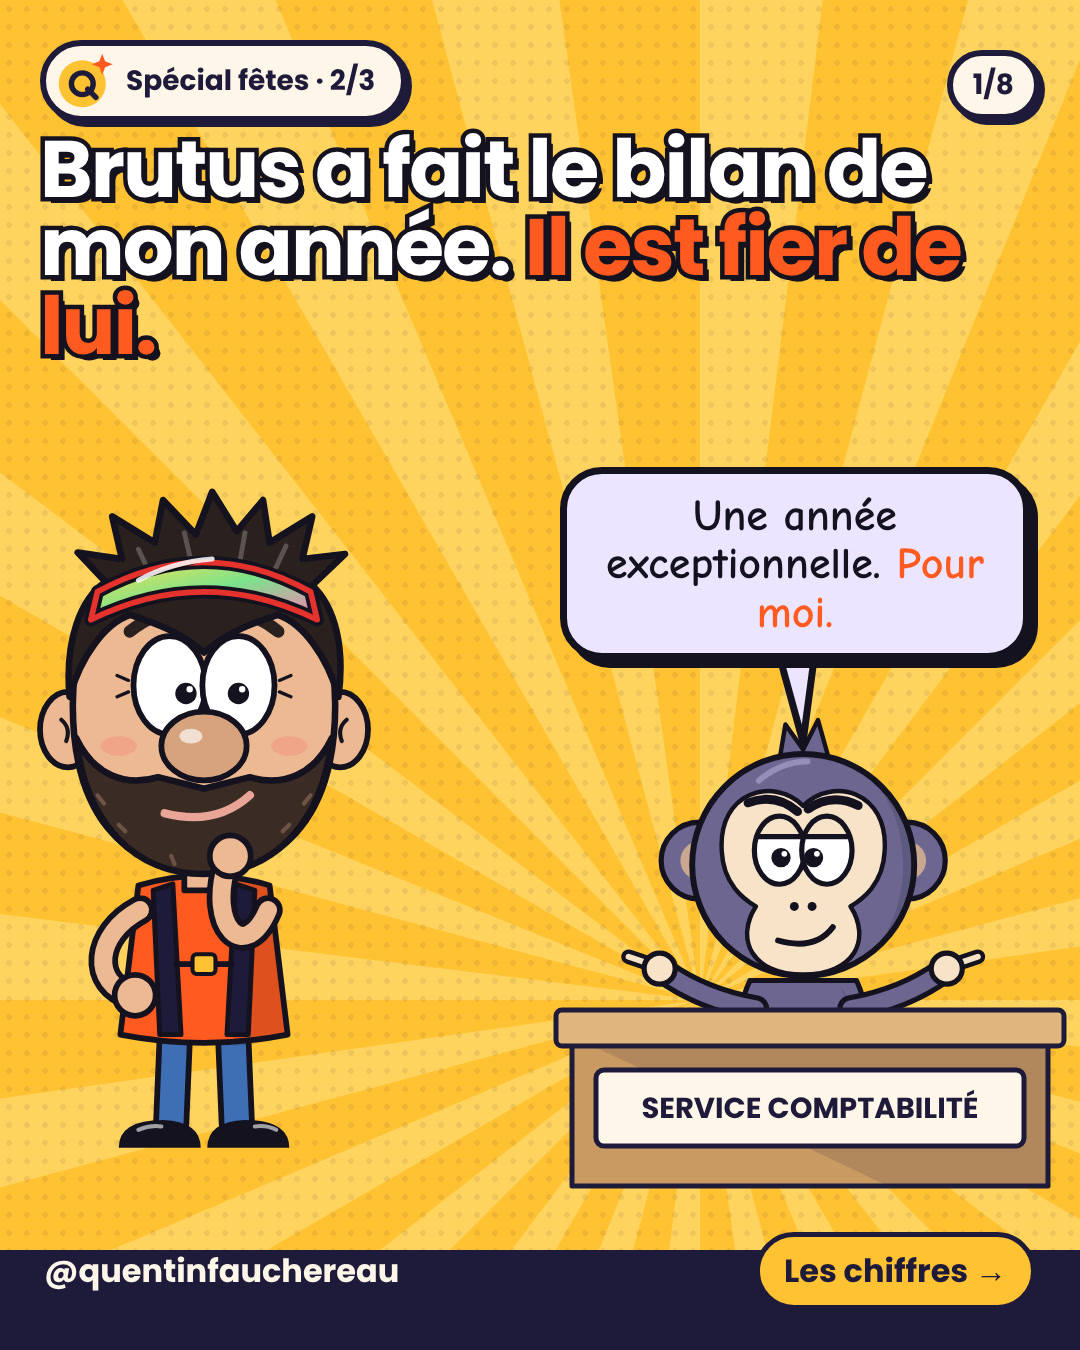 Q Spécial fêtes · 2/3
1/8
Brutus a fait le bilan de
mon année. Il est fier de
lui.
Une année
exceptionnelle. Pour
moi.
SERVICE COMPTABILITÉ
@quentinfauchereau
Les chiffres →